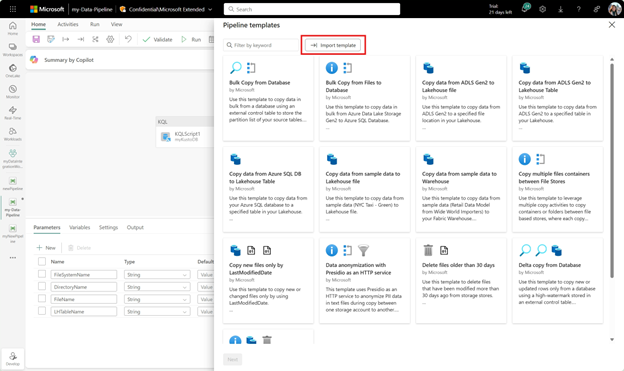 Microsoft
my-Data-Pipeline
Confidential\Microsoft Extended
Search
Trial:
21 days left
Home
Activities
Run
View
Validate
Run
Summary by Copilot
Home
Workspaces
OneLake
Monitor
Real-Time
Workloads
newPipeline
my-Data-
Pipeline
myNewPipeli
ne
Develop
KQL
KQLScript1
Parameters
Variables
Settings
Output
New
Delete
Name
Type
Default
FileSystemName
String
Value
DirectoryName
String
Value
FileName
String
Value
LHTableName
String
Value
Pipeline templates
Filter by keyword
Import template
Bulk Copy from Database
by Microsoft
Use this template to copy data in
bulk from a database using an
external control table to store the
partition list of your source tables...
...
Bulk Copy from Files to
Database
by Microsoft
Use this template to copy data in
bulk from Azure Data Lake Storage
Gen2 to Azure SQL Database.
...
Copy data from ADLS Gen2 to
Lakehouse file
by Microsoft
Use this template to copy data from
ADLS Gen2 to a specified file
location in your Lakehouse.
...
Copy data from ADLS Gen2 to
Lakehouse Table
by Microsoft
Use this template to copy data from
ADLS Gen2 to a specified table in
your Lakehouse.
...
Copy data from Azure SQL DB
to Lakehouse Table
by Microsoft
Use this template to copy data from
your Azure SQL database to a
specified table in your Lakehouse.
...
Copy data from sample data to
Lakehouse file
by Microsoft
Use this template to copy data from
sample data (NYC Taxi - Green) to
Lakehouse file.
...
Copy data from sample data to
Warehouse
by Microsoft
Use this template to copy data from
sample data (Retail Data Model
from Wide World Importers) to
your Fabric Warehouse...
Copy multiple files containers
between File Stores
by Microsoft
Use this template to leverage
multiple copy activities to copy
containers or folders between file
based stores, where each copy...
Copy new files only by
LastModifiedDate
by Microsoft
Use this template to copy new or
changed files only by using
LastModifiedDate.
...
Data anonymization with
Presidio as an HTTP service
by Microsoft
This template uses Presidio as an
HTTP service to anonymize PII data
in text files during copy between
one storage account to another...
Delete files older than 30 days
by Microsoft
Use this template to delete files
that have been modified more than
30 days ago from storage stores.
...
Delta copy from Database
by Microsoft
Use this template to copy new or
updated rows only from a database
using a high-watermark stored in
an external control table...
Next